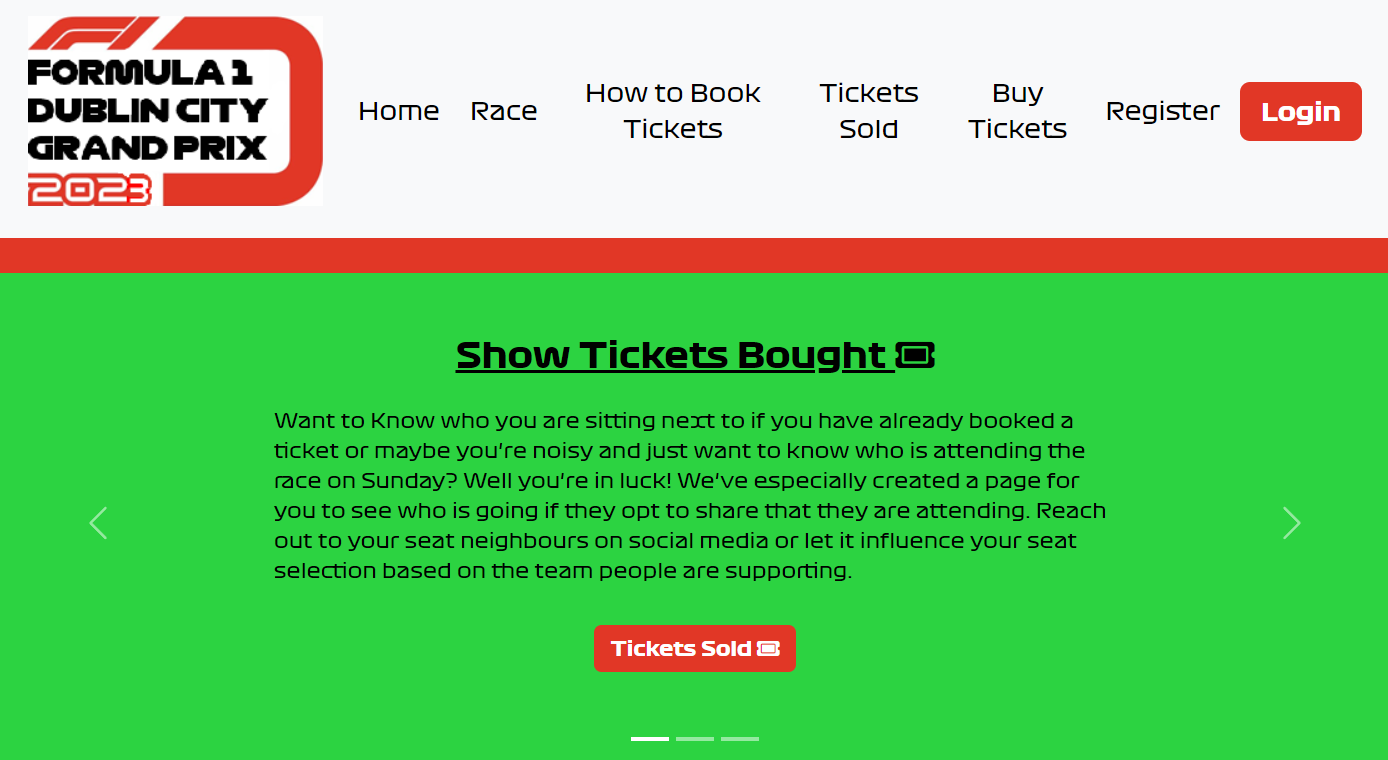 FORMULA 1
DUBLIN CITY
GRAND PRIX
2023
Home
Race
How to Book
Tickets
Tickets
Sold
Buy
Tickets
Register
Login
Show Tickets Bought
Want to Know who you are sitting next to if you have already booked a
ticket or maybe you're noisy and just want to know who is attending the
race on Sunday? Well you're in luck! We've especially created a page for
you to see who is going if they opt to share that they are attending. Reach
out to your seat neighbours on social media or let it influence your seat
selection based on the team people are supporting.
Tickets Sold